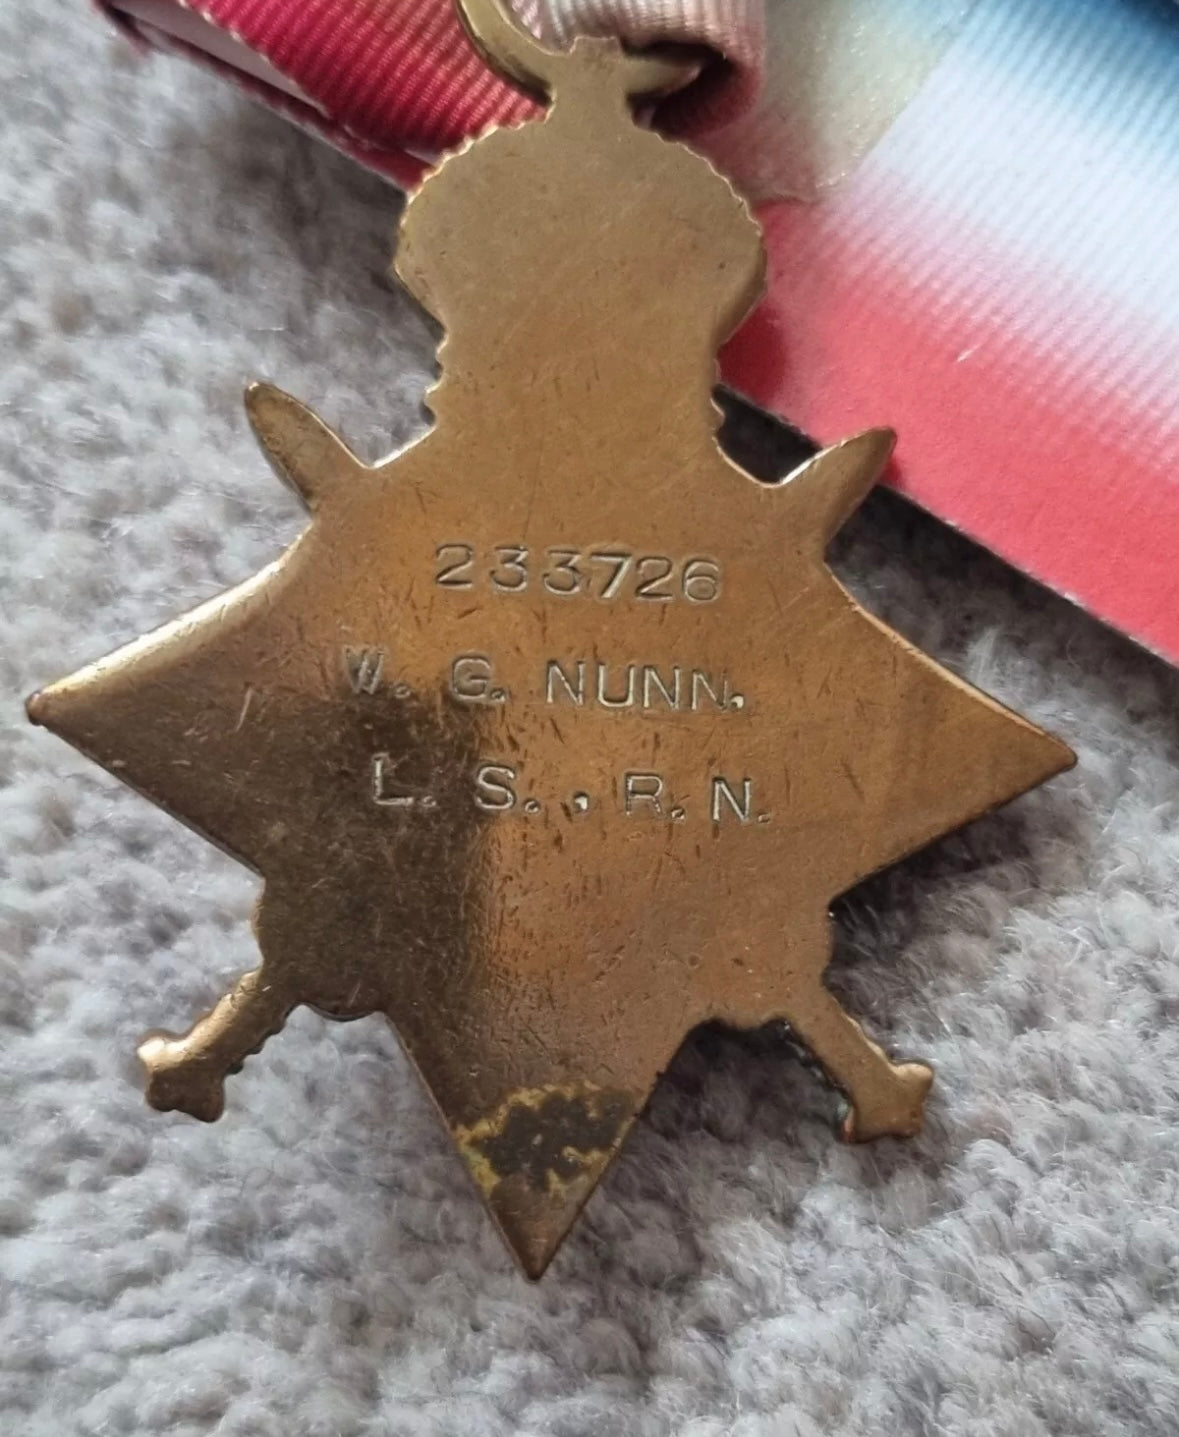 233726
W. G. NUNN.
L. S., R. N.